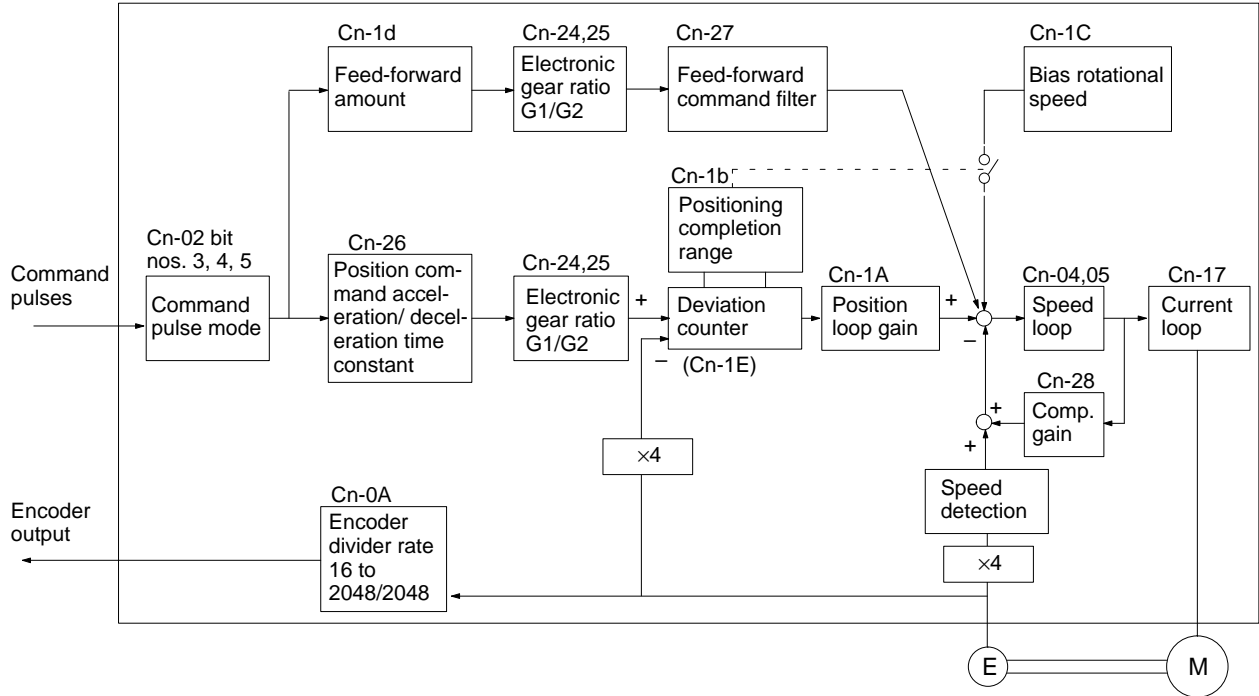 Cn-1d
Cn-24,25
Cn-27
Cn-1C
Feed-forward
amount
Electronic
gear ratio
G1/G2
Feed-forward
command filter
Bias rotational
speed
Cn-1b
Positioning
completion
range
Command
pulses
Cn-02 bit
nos. 3, 4, 5
Command
pulse mode
Cn-26
Position com-
mand accel-
eration/ decel-
eration time
constant
Cn-24,25
Electronic
gear ratio
G1/G2
+
–
Deviation
counter
(Cn-1E)
Cn-1A
Position
loop gain
+
–
Cn-04,05
Speed
loop
Cn-17
Current
loop
Cn-28
Comp.
gain
+
+
×4
Speed
detection
×4
Encoder
output
Cn-0A
Encoder
divider rate
16 to
2048/2048
E
M